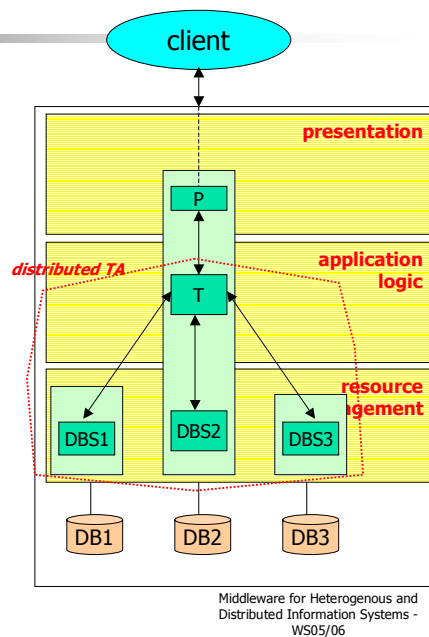 client
presentation
P
distributed TA
application
logic
T
resource
agement
DBS1
DBS2
DBS3
DB1
DB2
DB3
Middleware for Heterogenous and
Distributed Information Systems -
WS05/06